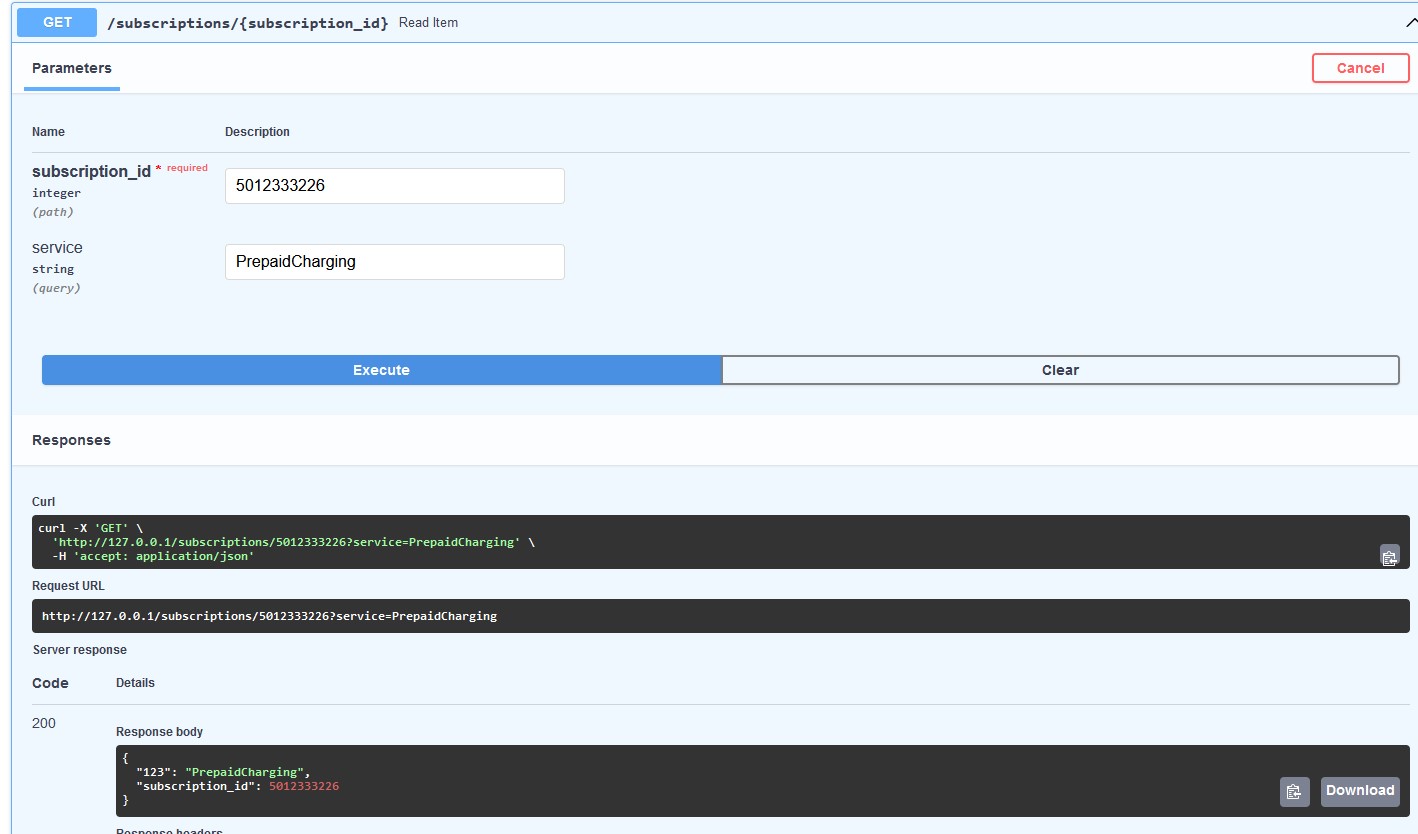 GET /subscriptions/{subscription_id} Read Item
Parameters
Cancel
Name Description
subscription_id * required
integer
(path)
5012333226
service
string
(query)
PrepaidCharging
Execute Clear
Responses
Curl
curl -X 'GET' \
'http://127.0.0.1/subscriptions/5012333226?service=PrepaidCharging' \
-H 'accept: application/json'
Request URL
http://127.0.0.1/subscriptions/5012333226?service=PrepaidCharging
Server response
Code Details
200
Response body
{
"123": "PrepaidCharging",
"subscription_id": 5012333226
}
Download
Response headers